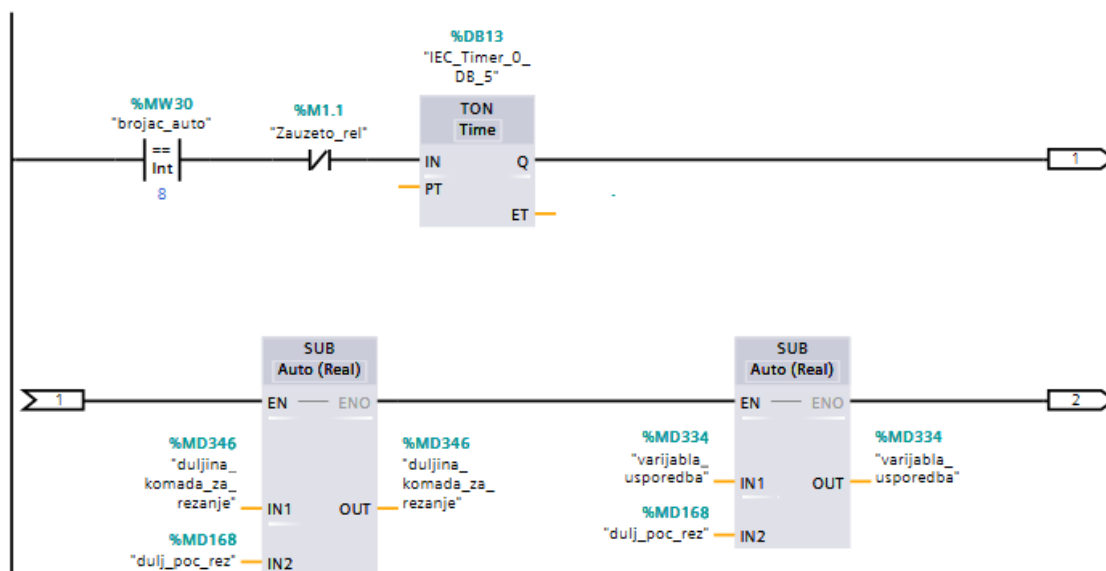 %DB13
"IEC_Timer_0_
DB_5"
%MW30
"brojac_auto"
%M1.1
"Zauzeto_rel"
TON
Time
==
Int
8
IN
Q
PT
ET
1
SUB
Auto (Real)
SUB
Auto (Real)
1
EN
ENO
EN
ENO
2
%MD346
"duljina_
komada_za_
rezanje"
IN1
%MD346
"duljina_
komada_za_
rezanje"
OUT
%MD168
"dulj_poc_rez"
IN2
%MD334
"varijabla_
usporedba"
IN1
%MD334
"varijabla_
usporedba"
OUT
%MD168
"dulj_poc_rez"
IN2